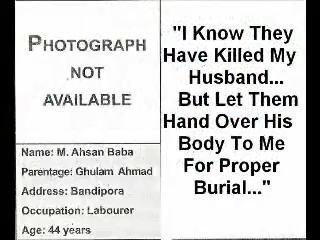 PHOTOGRAPH
NOT
AVAILABLE
Name: M. Ahsan Baba
Parentage: Ghulam Ahmad
Address: Bandipora
Occupation: Labourer
Age: 44 years
"I Know They
Have Killed My
Husband...
But Let Them
Hand Over His
Body To Me
For Proper
Burial..."